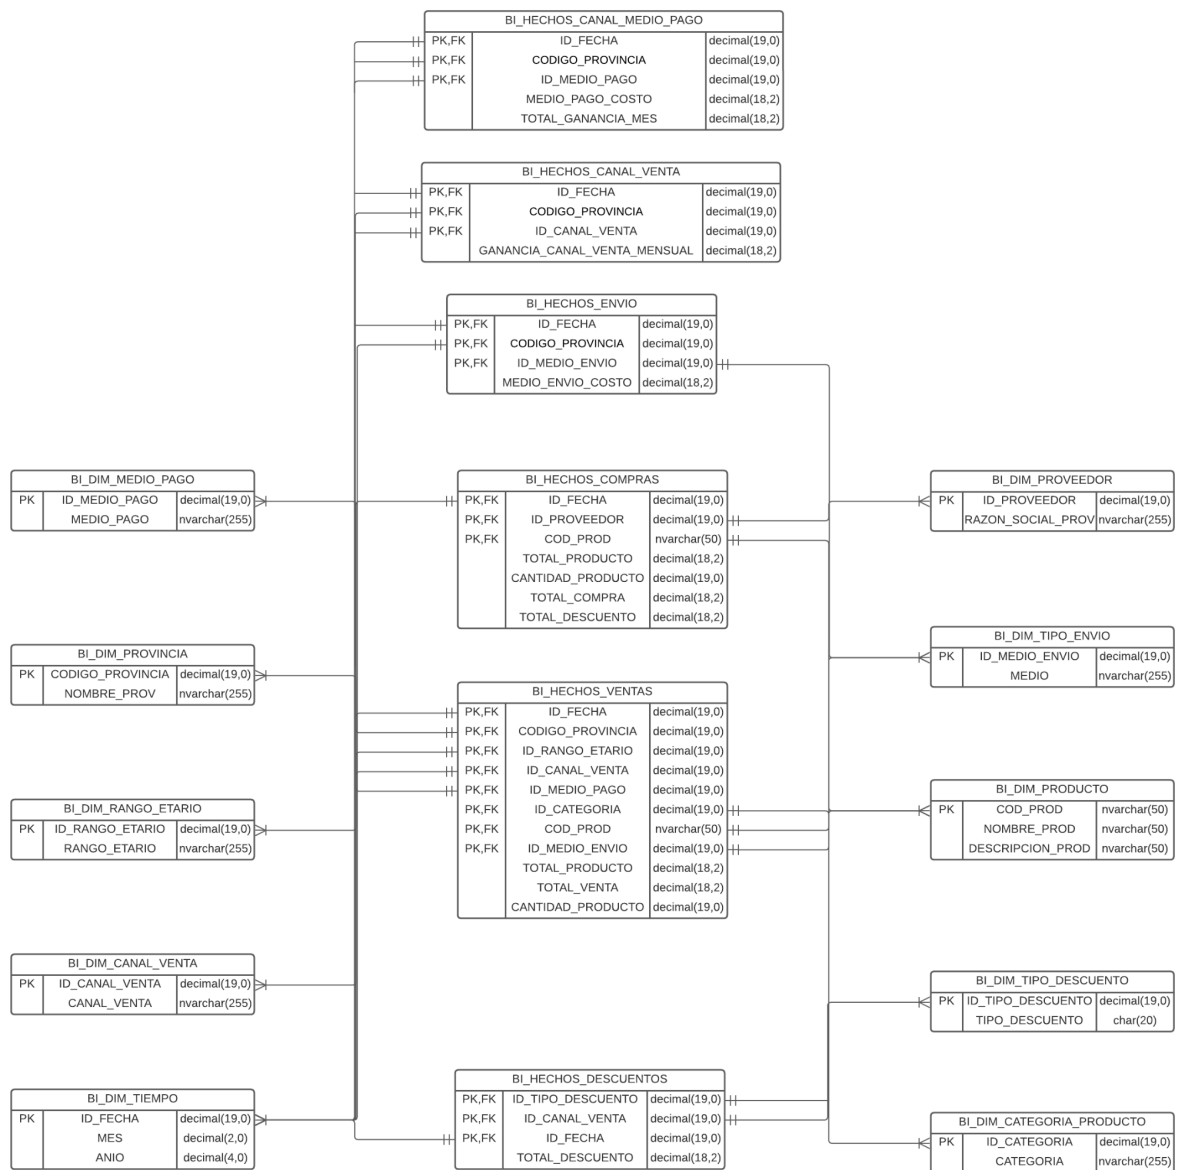 BI_HECHOS_CANAL_MEDIO_PAGO
PK,FK ID_FECHA decimal(19,0)
PK,FK CODIGO_PROVINCIA decimal(19,0)
PK,FK ID_MEDIO_PAGO decimal(19,0)
MEDIO_PAGO_COSTO decimal(18,2)
TOTAL_GANANCIA_MES decimal(18,2)
BI_HECHOS_CANAL_VENTA
PK,FK ID_FECHA decimal(19,0)
PK,FK CODIGO_PROVINCIA decimal(19,0)
PK,FK ID_CANAL_VENTA decimal(19,0)
GANANCIA_CANAL_VENTA_MENSUAL decimal(18,2)
BI_HECHOS_ENVIO
PK,FK ID_FECHA decimal(19,0)
PK,FK CODIGO_PROVINCIA decimal(19,0)
PK,FK ID_MEDIO_ENVIO decimal(19,0)
MEDIO_ENVIO_COSTO decimal(18,2)
BI_DIM_MEDIO_PAGO
PK ID_MEDIO_PAGO decimal(19,0)
MEDIO_PAGO nvarchar(255)
BI_HECHOS_COMPRAS
PK,FK ID_FECHA decimal(19,0)
PK,FK ID_PROVEEDOR decimal(19,0)
PK,FK COD_PROD nvarchar(50)
TOTAL_PRODUCTO decimal(18,2)
CANTIDAD_PRODUCTO decimal(19,0)
TOTAL_COMPRA decimal(18,2)
TOTAL_DESCUENTO decimal(18,2)
BI_DIM_PROVEEDOR
PK ID_PROVEEDOR decimal(19,0)
RAZON_SOCIAL_PROV nvarchar(255)
BI_DIM_PROVINCIA
PK CODIGO_PROVINCIA decimal(19,0)
NOMBRE_PROV nvarchar(255)
BI_DIM_TIPO_ENVIO
PK ID_MEDIO_ENVIO decimal(19,0)
MEDIO nvarchar(255)
BI_HECHOS_VENTAS
PK,FK ID_FECHA decimal(19,0)
PK,FK CODIGO_PROVINCIA decimal(19,0)
PK,FK ID_RANGO_ETARIO decimal(19,0)
PK,FK ID_CANAL_VENTA decimal(19,0)
PK,FK ID_MEDIO_PAGO decimal(19,0)
PK,FK ID_CATEGORIA decimal(19,0)
PK,FK COD_PROD nvarchar(50)
PK,FK ID_MEDIO_ENVIO decimal(19,0)
TOTAL_PRODUCTO decimal(18,2)
TOTAL_VENTA decimal(18,2)
CANTIDAD_PRODUCTO decimal(19,0)
BI_DIM_RANGO_ETARIO
PK ID_RANGO_ETARIO decimal(19,0)
RANGO_ETARIO nvarchar(255)
BI_DIM_PRODUCTO
PK COD_PROD nvarchar(50)
NOMBRE_PROD nvarchar(50)
DESCRIPCION_PROD nvarchar(50)
BI_DIM_CANAL_VENTA
PK ID_CANAL_VENTA decimal(19,0)
CANAL_VENTA nvarchar(255)
BI_DIM_TIPO_DESCUENTO
PK ID_TIPO_DESCUENTO decimal(19,0)
TIPO_DESCUENTO char(20)
BI_DIM_TIEMPO
PK ID_FECHA decimal(19,0)
MES decimal(2,0)
ANIO decimal(4,0)
BI_HECHOS_DESCUENTOS
PK,FK ID_TIPO_DESCUENTO decimal(19,0)
PK,FK ID_CANAL_VENTA decimal(19,0)
PK,FK ID_FECHA decimal(19,0)
TOTAL_DESCUENTO decimal(18,2)
BI_DIM_CATEGORIA_PRODUCTO
PK ID_CATEGORIA decimal(19,0)
CATEGORIA nvarchar(255)